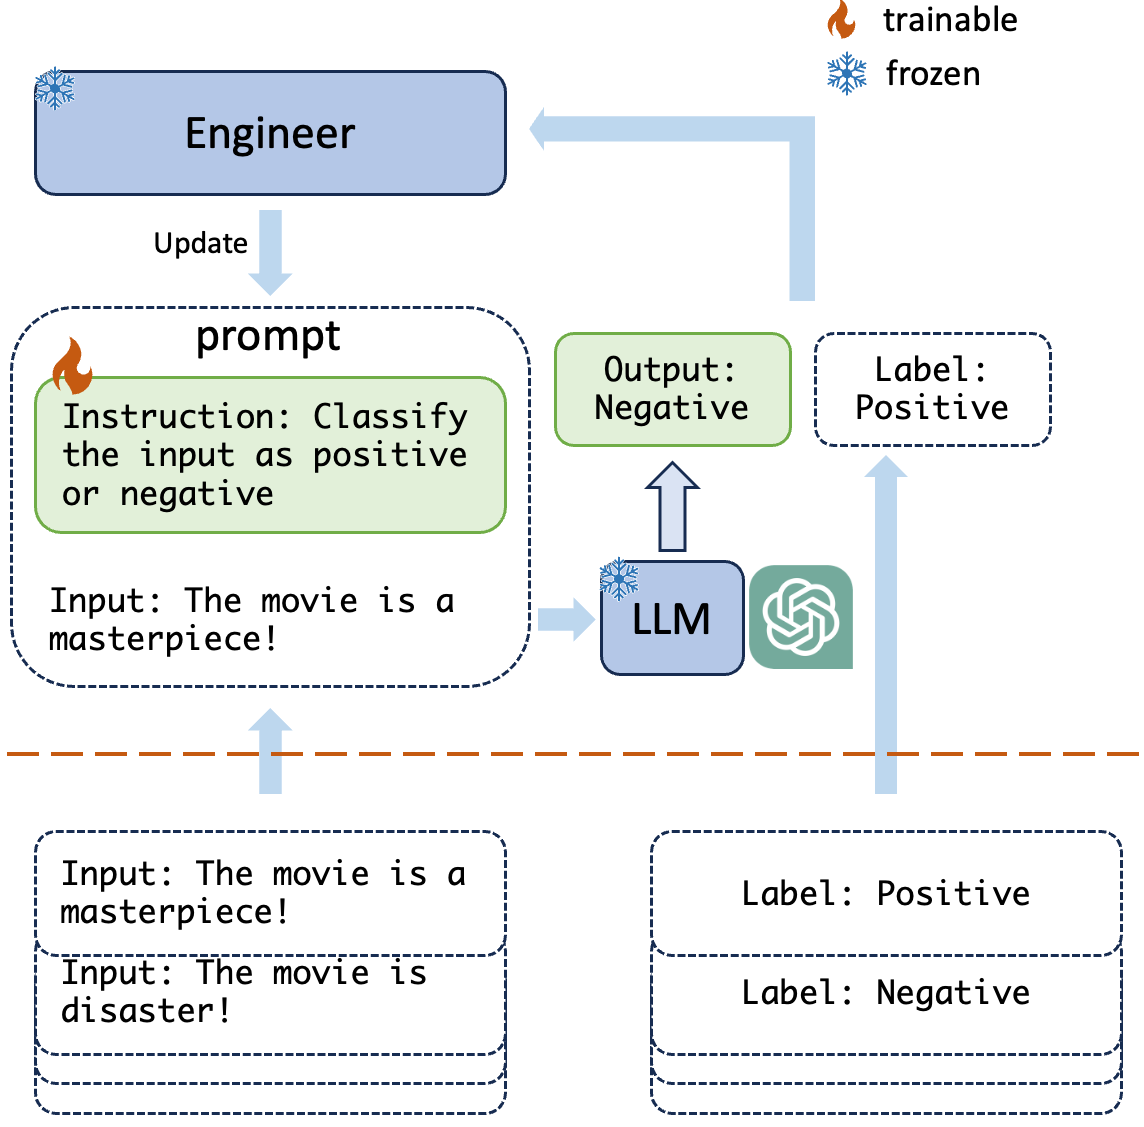 trainable
frozen
Engineer
Update
prompt
Instruction: Classify
the input as positive
or negative
Input: The movie is a
masterpiece!
Output:
Negative
Label:
Positive
LLM
Input: The movie is a
masterpiece!
Input: The movie is
disaster!
Label: Positive
Label: Negative